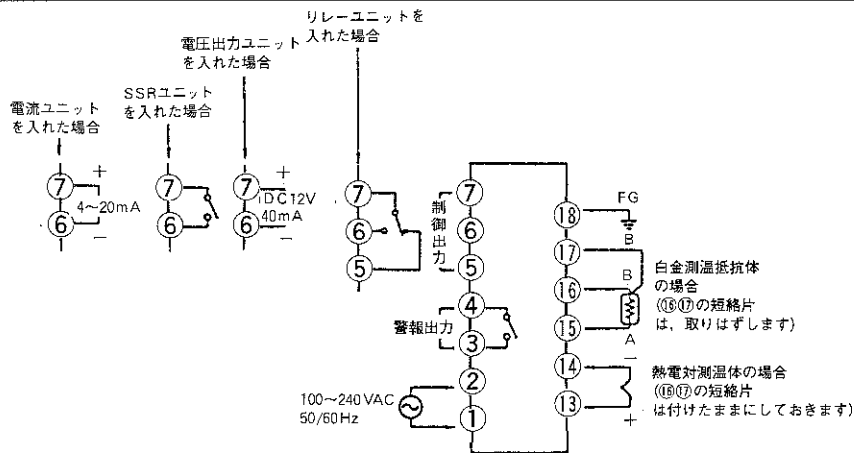 リレーユニットを
入れた場合
電圧出力ユニット
を入れた場合
SSRユニット
を入れた場合
電流ユニット
を入れた場合
⑦
+
4〜20mA
⑥
−
⑦
⑥
⑦
+
DC12V
40mA
⑥
−
⑦
⑥
⑤
制御出力
⑦
⑥
⑤
警報出力
④
③
②
100〜240VAC
50/60Hz
①
⑱
FG
⑰
B
⑯
B
⑮
A
白金測温抵抗体
の場合
(⑯⑰の短絡片
は、取りはずします)
⑭
−
⑬
+
熱電対測温体の場合
(⑯⑰の短絡片
は付けたままにしておきます)